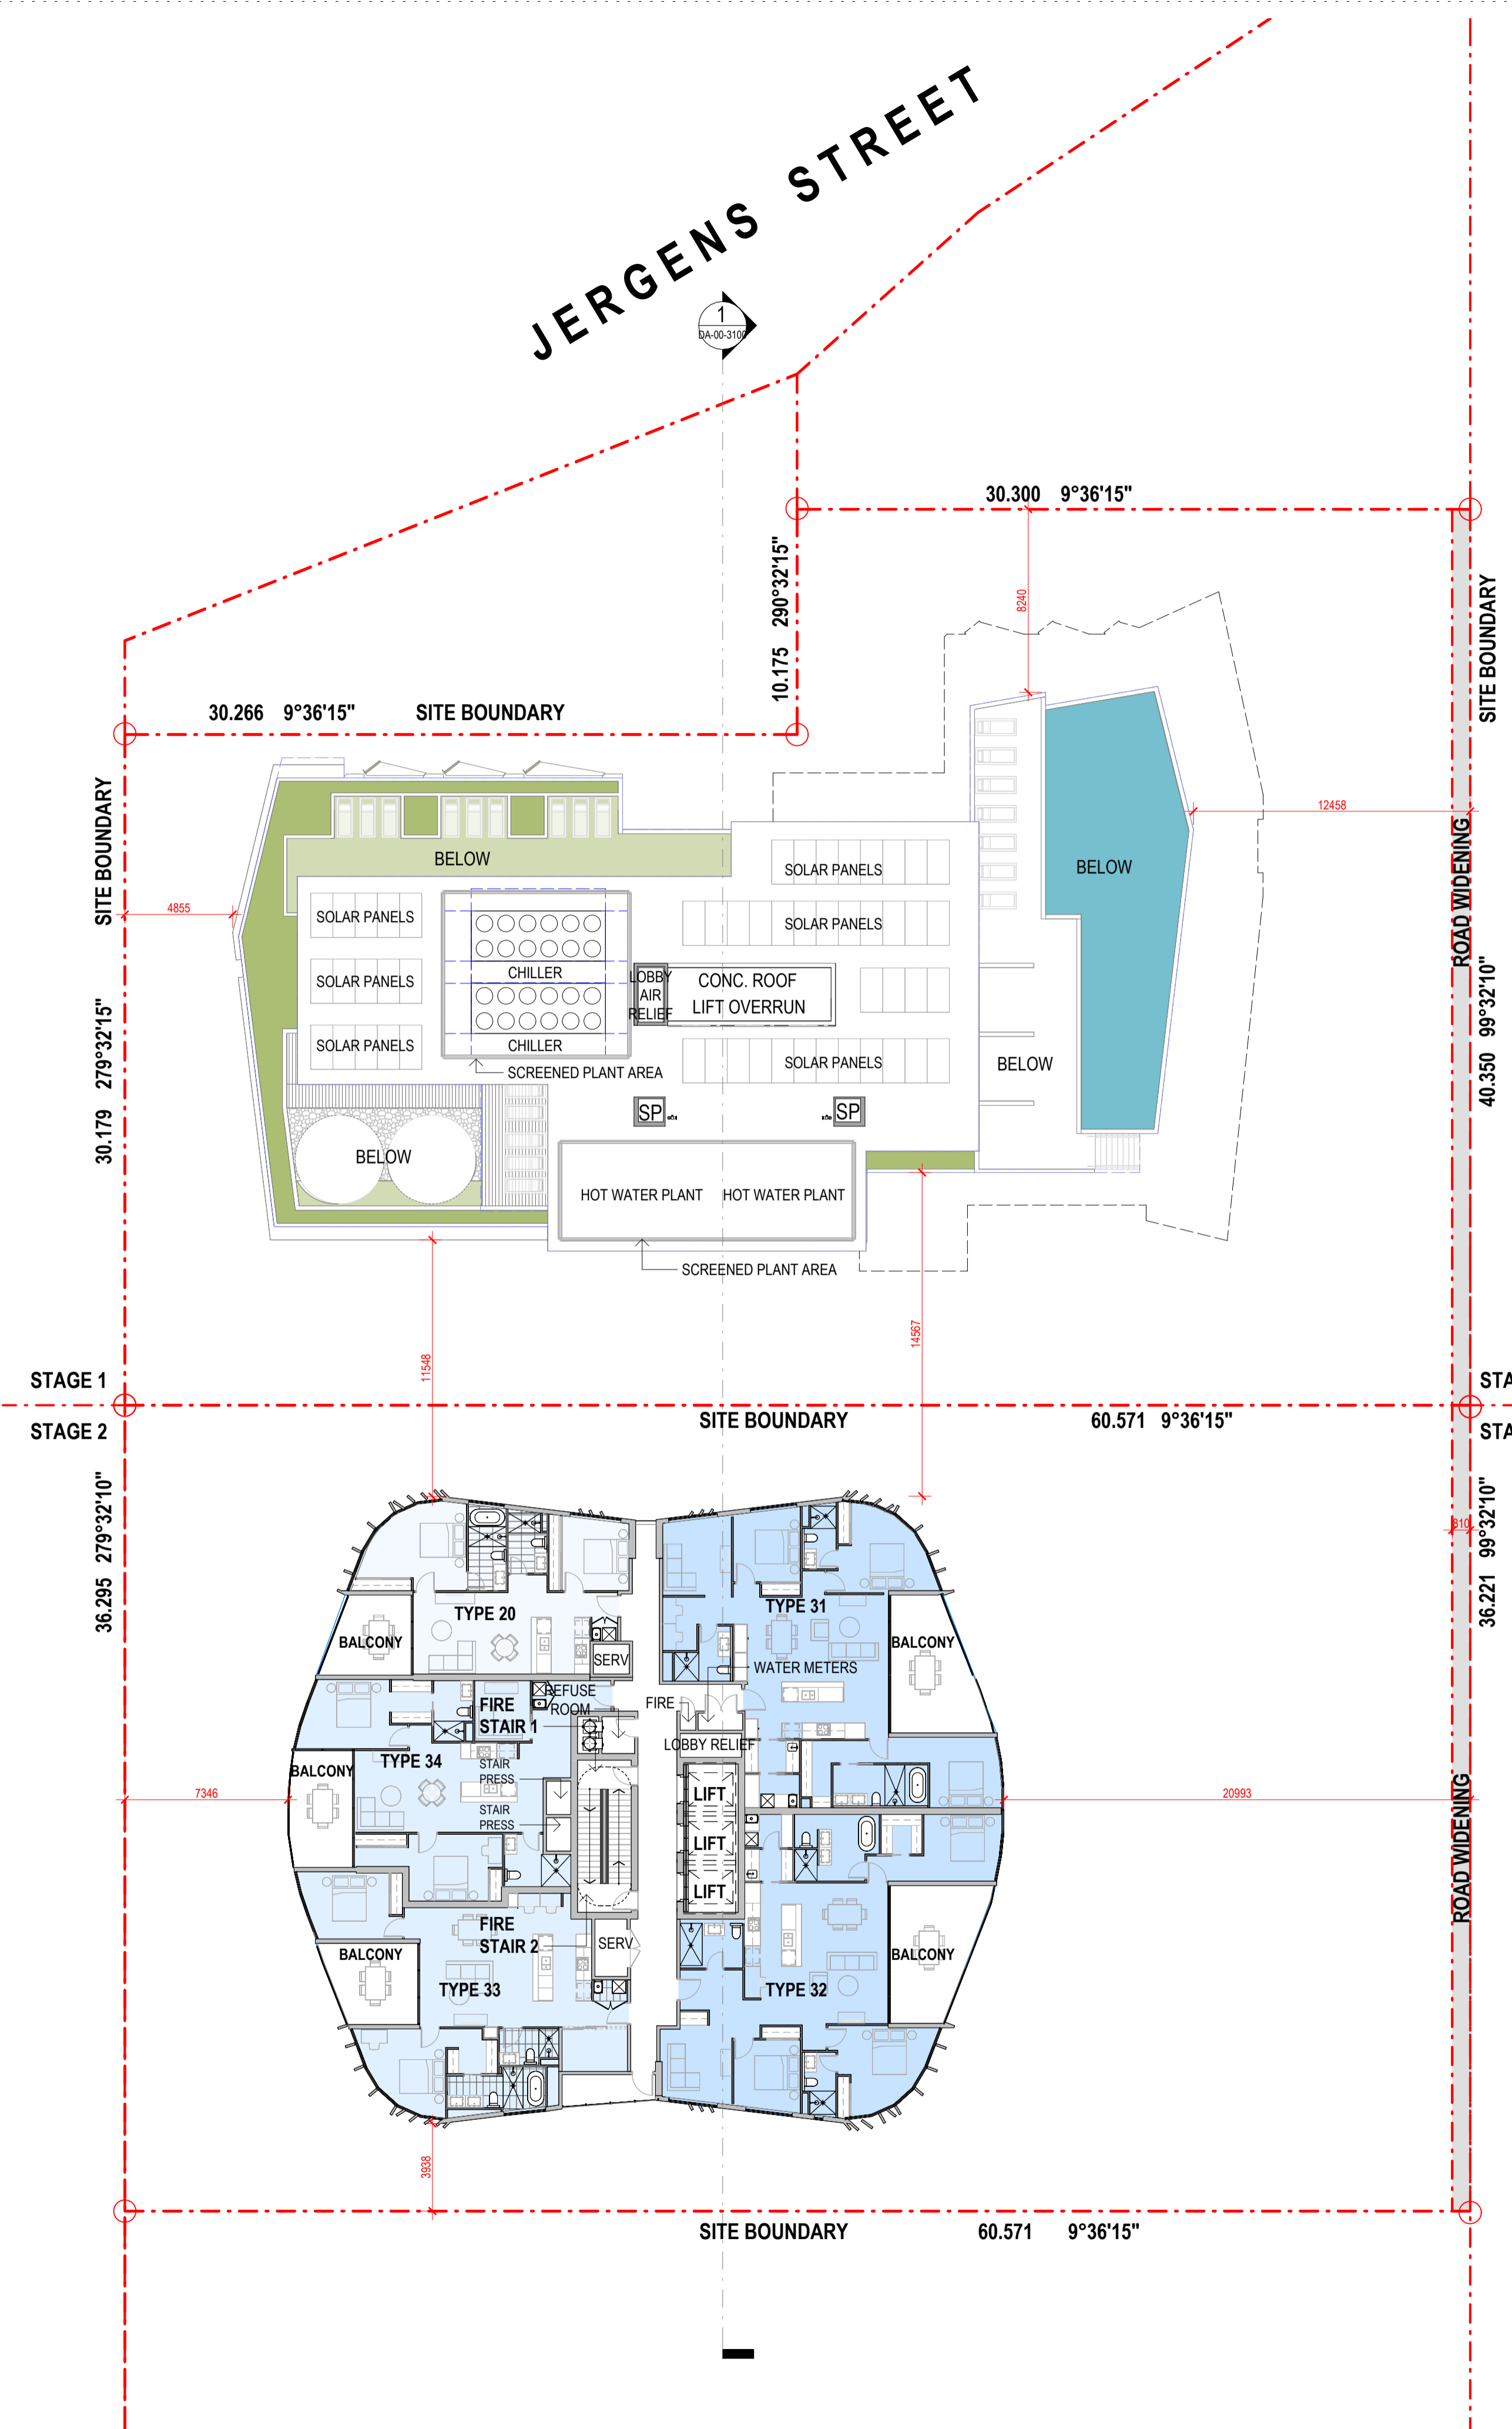 JERGENS STREET
1
DA-00-3100
30.300 9°36'15"
10.175 290°32'15"
8240
SITE BOUNDARY
30.266 9°36'15" SITE BOUNDARY
SITE BOUNDARY
4855
12458
ROAD WIDENING
BELOW
BELOW
SOLAR PANELS
SOLAR PANELS
SOLAR PANELS
SOLAR PANELS
SOLAR PANELS
SOLAR PANELS
CHILLER
CHILLER
LOBBY
AIR
RELIEF
CONC. ROOF
LIFT OVERRUN
SCREENED PLANT AREA
BELOW
30.179 279°32'15"
40.350 99°32'10"
SP
SP
BELOW
HOT WATER PLANT
HOT WATER PLANT
SCREENED PLANT AREA
11548
14567
STAGE 1
STA
STAGE 2
STA
SITE BOUNDARY 60.571 9°36'15"
36.295 279°32'10"
36.221 99°32'10"
810
TYPE 20
TYPE 31
BALCONY
BALCONY
SERV
WATER METERS
REFUSE
ROOM
FIRE
FIRE
STAIR 1
LOBBY RELIEF
TYPE 34
BALCONY
STAIR
PRESS
STAIR
PRESS
LIFT
LIFT
LIFT
7346
20993
ROAD WIDENING
FIRE
STAIR 2
SERV
BALCONY
BALCONY
TYPE 33
TYPE 32
3938
SITE BOUNDARY 60.571 9°36'15"